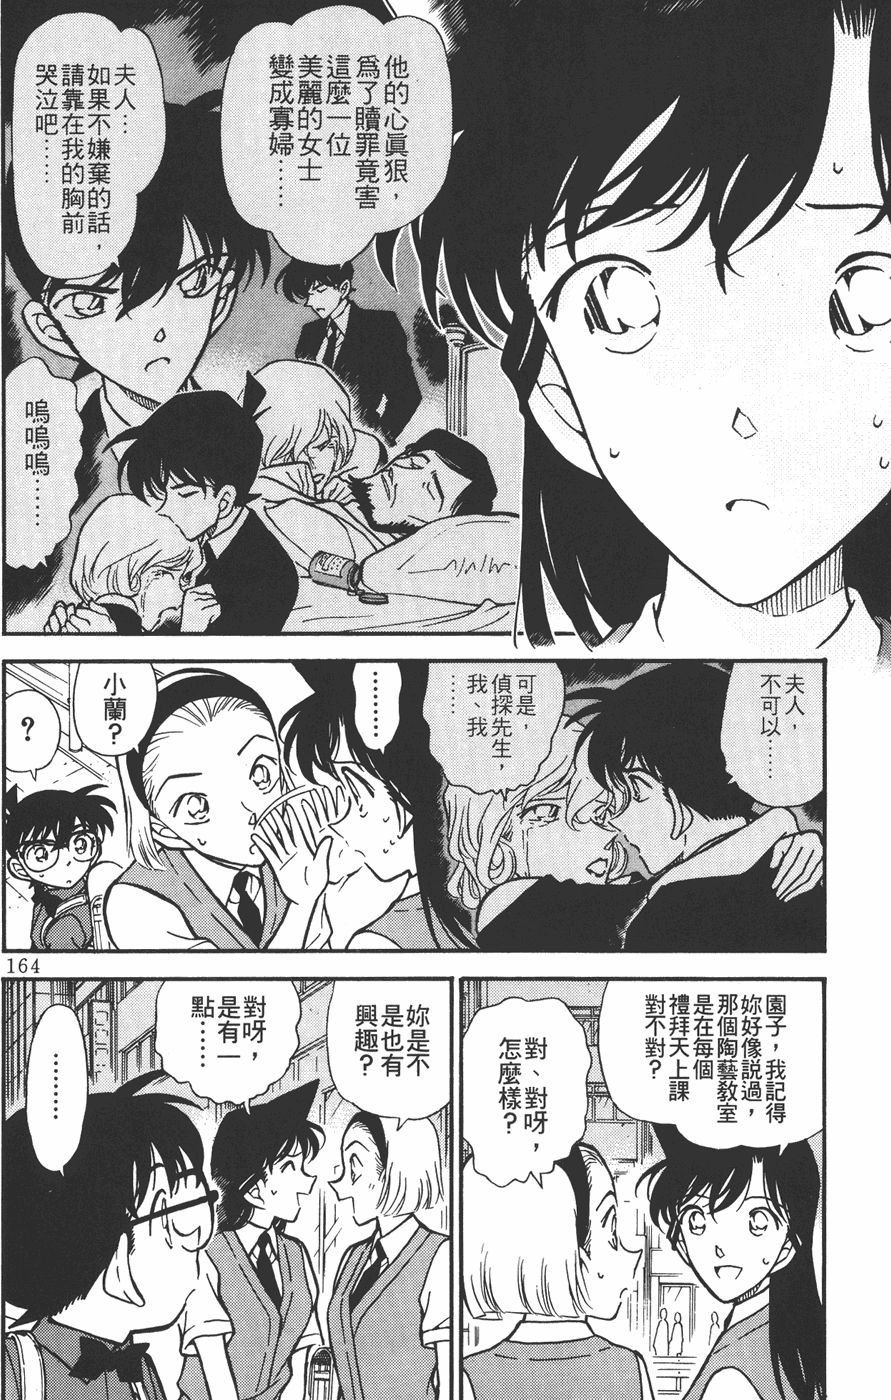 他的心眞狠，
爲了贖罪竟害
這麼一位
美麗的女士
變成寡婦……
夫人…
如果不嫌棄的話，
請靠在我的胸前
哭泣吧……
嗚嗚嗚……
夫人，
不可以……
可是，
偵探先生，
我、我
……
……
小蘭？
？
164
園子，我記得
妳好像説過，
那個陶藝教室
是在每個
禮拜天上課
對不對？
對、對呀，
怎麼樣？
妳是不
是也有
興趣？
對呀，
是有一
點……
……